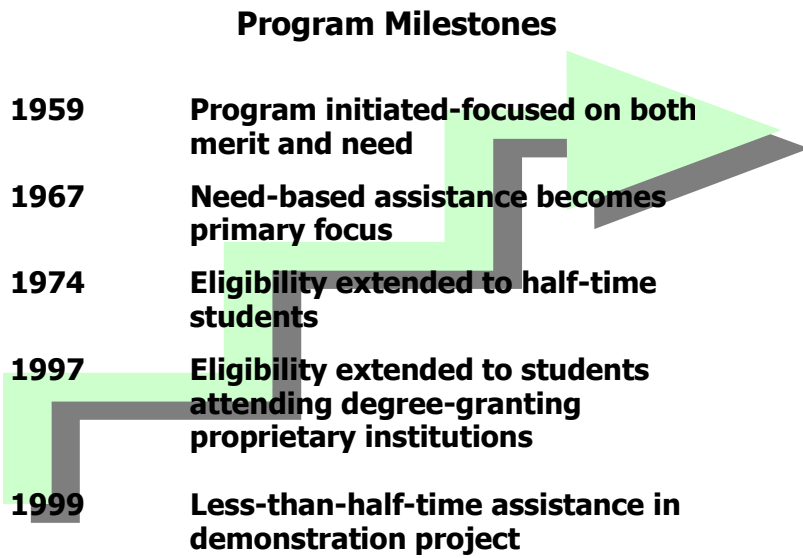 Program Milestones
1959 Program initiated-focused on both
merit and need
1967 Need-based assistance becomes
primary focus
1974 Eligibility extended to half-time
students
1997 Eligibility extended to students
attending degree-granting
proprietary institutions
1999 Less-than-half-time assistance in
demonstration project